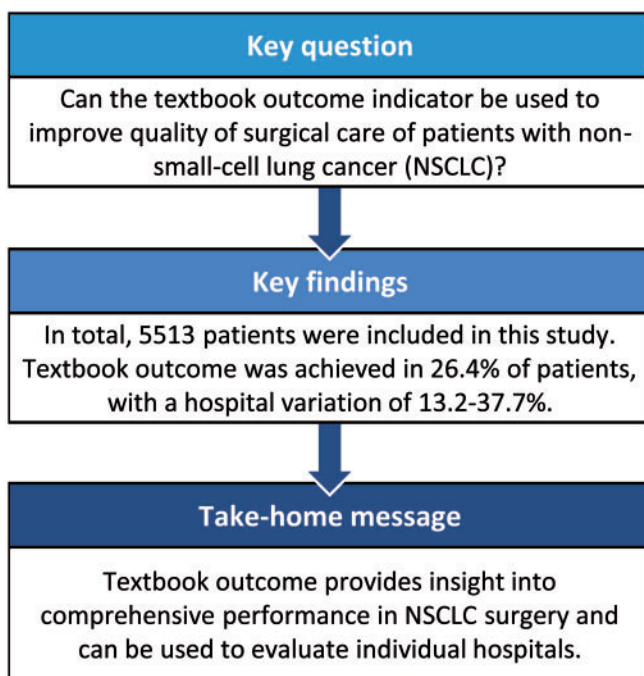 Key question
Can the textbook outcome indicator be used to
improve quality of surgical care of patients with non-
small-cell lung cancer (NSCLC)?
Key findings
In total, 5513 patients were included in this study.
Textbook outcome was achieved in 26.4% of patients,
with a hospital variation of 13.2-37.7%.
Take-home message
Textbook outcome provides insight into
comprehensive performance in NSCLC surgery and
can be used to evaluate individual hospitals.